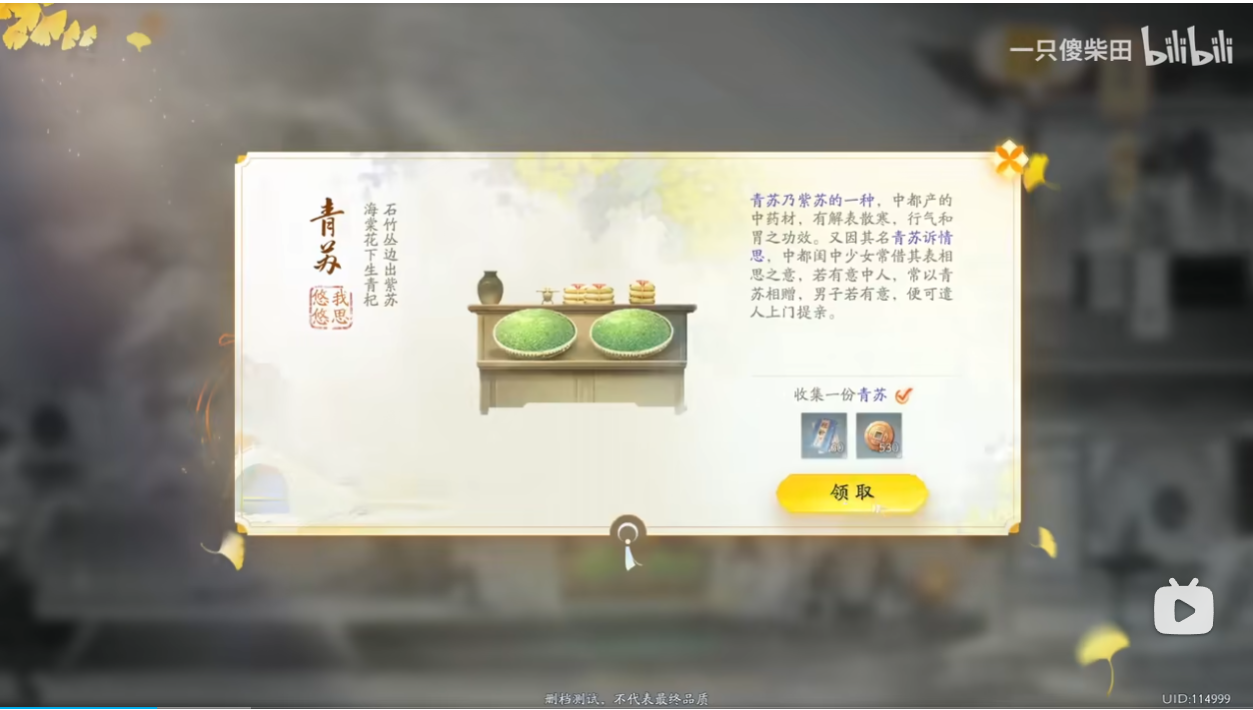 一只傻柴田 bilibili
青苏
石竹丛边出紫苏
海棠花下生青杞
我思
悠悠
青苏乃紫苏的一种，中都产的
中药材，有解表散寒，行气和
胃之功效。又因其名青苏诉情
思，中都闺中少女常借其表相
思之意，若有意中人，常以青
苏相赠，男子若有意，便可遣
人上门提亲。
收集一份青苏
530
领取
删档测试，不代表最终品质
UID:114999